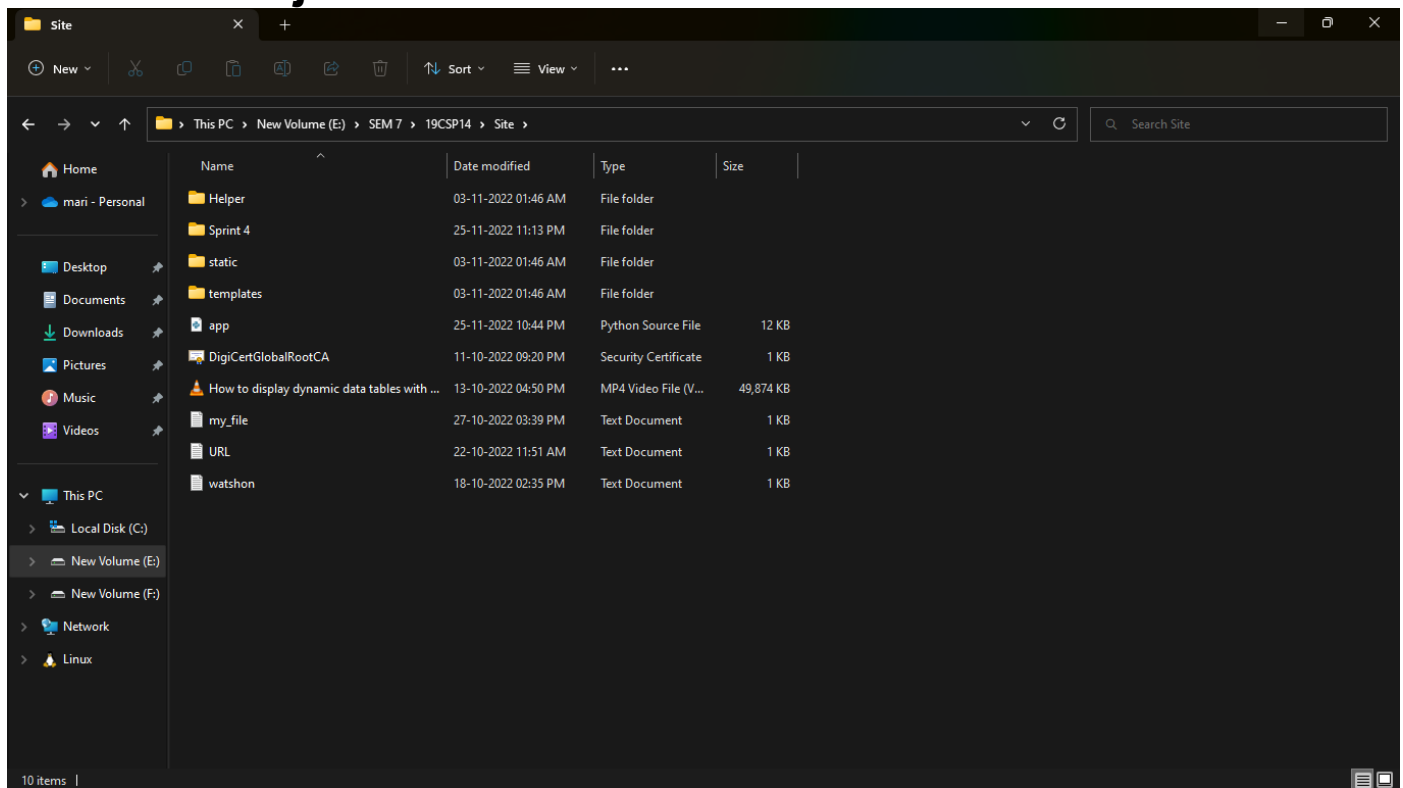 Site
New
Sort
View
This PC > New Volume (E:) > SEM 7 > 19CSP14 > Site >
Search Site
Home
mari - Personal
Desktop
Documents
Downloads
Pictures
Music
Videos
This PC
Local Disk (C:)
New Volume (E:)
New Volume (F:)
Network
Linux
Name Date modified Type Size
Helper 03-11-2022 01:46 AM File folder
Sprint 4 25-11-2022 11:13 PM File folder
static 03-11-2022 01:46 AM File folder
templates 03-11-2022 01:46 AM File folder
app 25-11-2022 10:44 PM Python Source File 12 KB
DigiCertGlobalRootCA 11-10-2022 09:20 PM Security Certificate 1 KB
How to display dynamic data tables with ... 13-10-2022 04:50 PM MP4 Video File (V... 49,874 KB
my_file 27-10-2022 03:39 PM Text Document 1 KB
URL 22-10-2022 11:51 AM Text Document 1 KB
watshon 18-10-2022 02:35 PM Text Document 1 KB
10 items